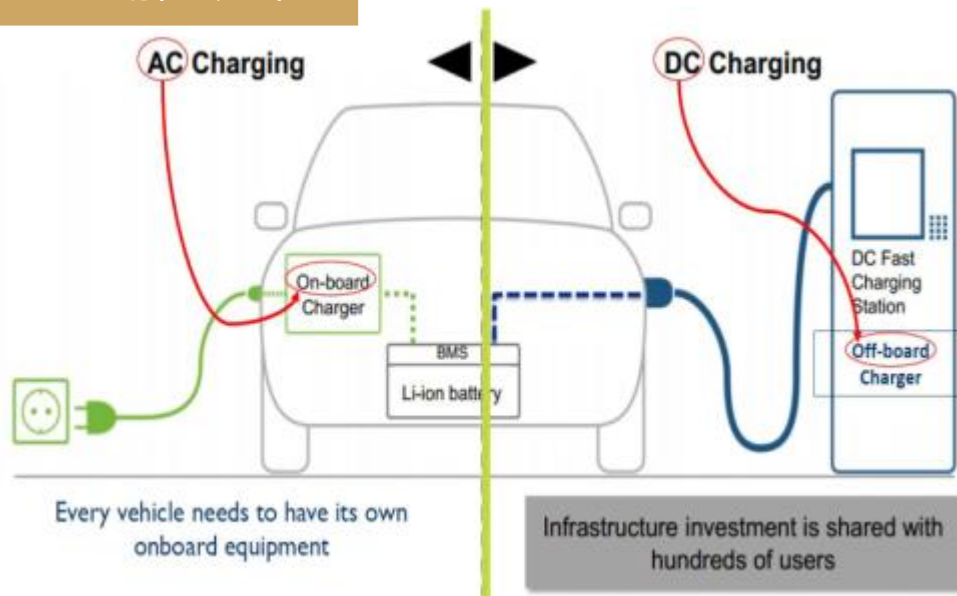 AC Charging
DC Charging
On-board
Charger
BMS
Li-ion battery
DC Fast
Charging
Station
Off-board
Charger
Every vehicle needs to have its own
onboard equipment
Infrastructure investment is shared with
hundreds of users